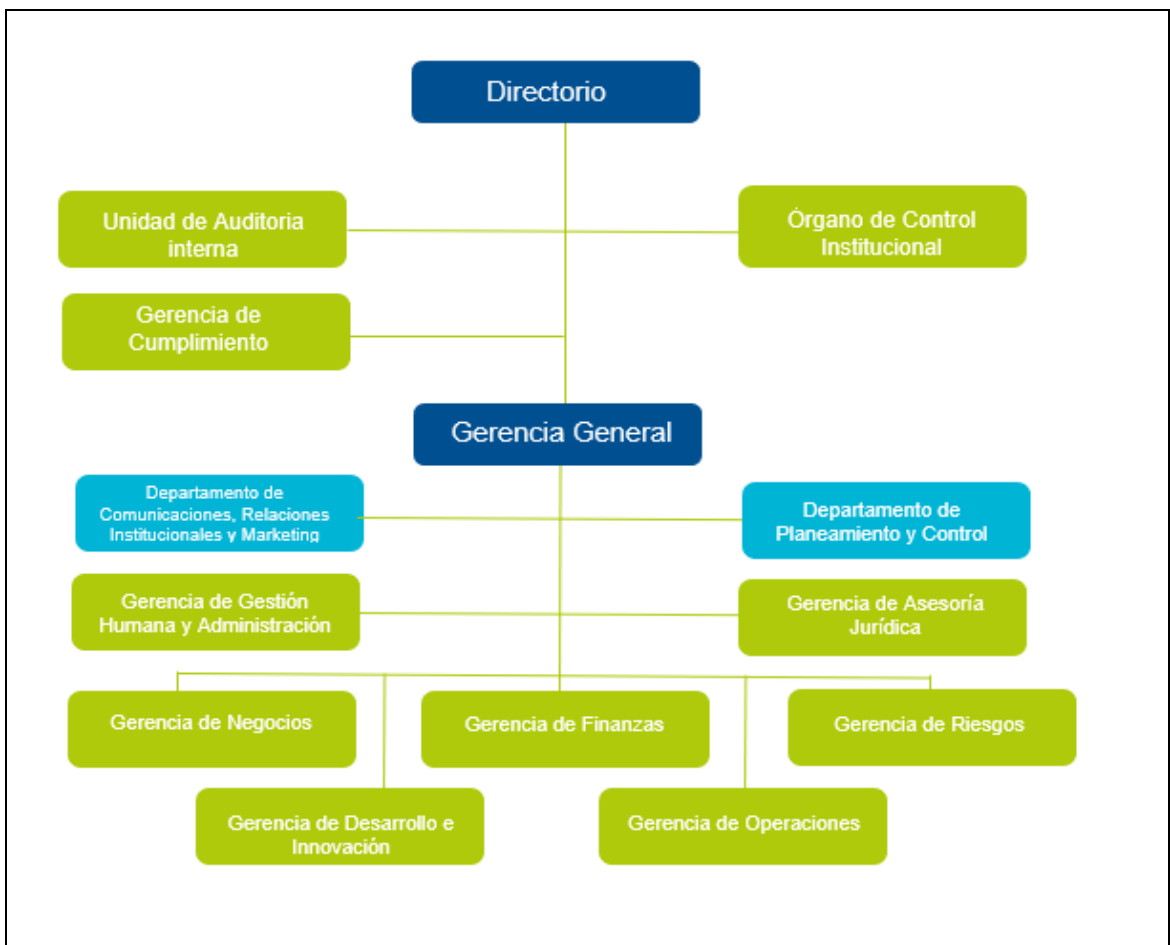 Directorio
Unidad de Auditoria
interna
Órgano de Control
Institucional
Gerencia de
Cumplimiento
Gerencia General
Departamento de
Comunicaciones, Relaciones
Institucionales y Marketing
Departamento de
Planeamiento y Control
Gerencia de Gestión
Humana y Administración
Gerencia de Asesoría
Jurídica
Gerencia de Negocios
Gerencia de Finanzas
Gerencia de Riesgos
Gerencia de Desarrollo e
Innovación
Gerencia de Operaciones